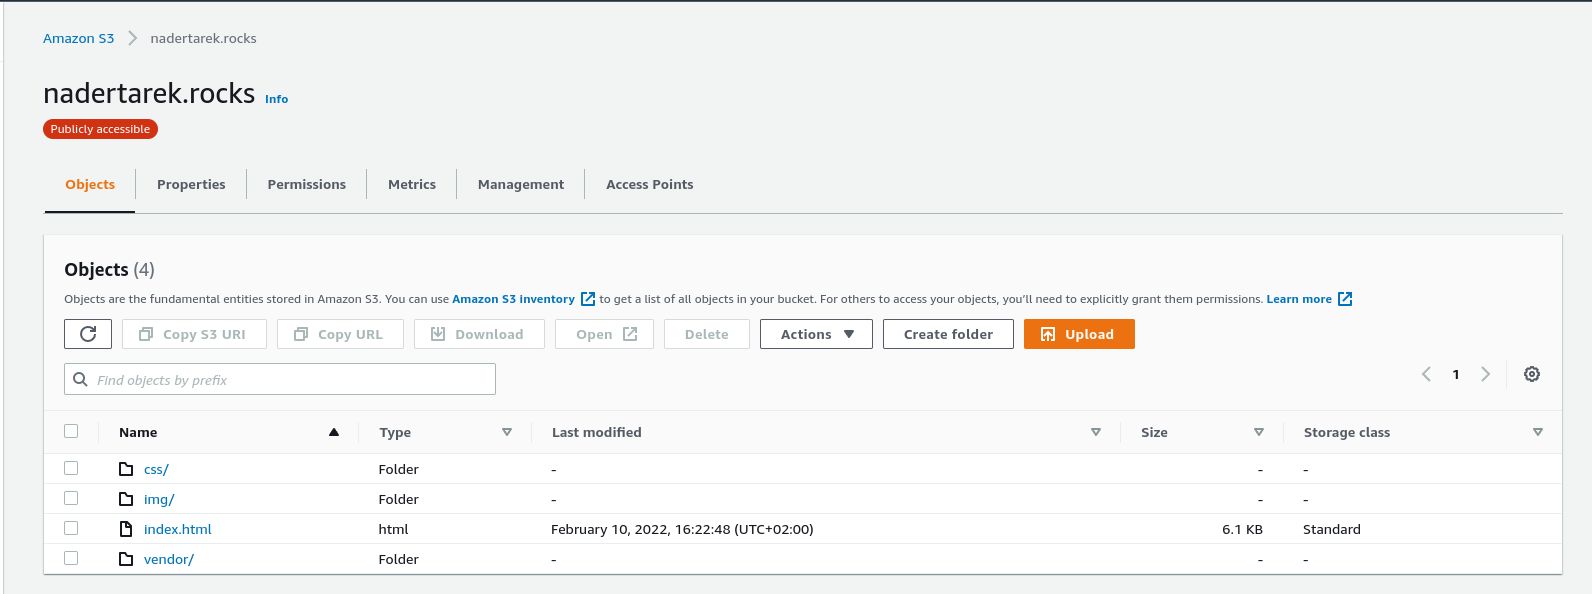 Amazon S3 > nadertarek.rocks
nadertarek.rocks Info
Publicly accessible
Objects Properties Permissions Metrics Management Access Points
Objects (4)
Objects are the fundamental entities stored in Amazon S3. You can use Amazon S3 inventory to get a list of all objects in your bucket. For others to access your objects, you'll need to explicitly grant them permissions. Learn more
Copy S3 URI Copy URL Download Open Delete Actions Create folder Upload
Find objects by prefix 1
Name Type Last modified Size Storage class
css/ Folder - - -
img/ Folder - - -
index.html html February 10, 2022, 16:22:48 (UTC+02:00) 6.1 KB Standard
vendor/ Folder - - -